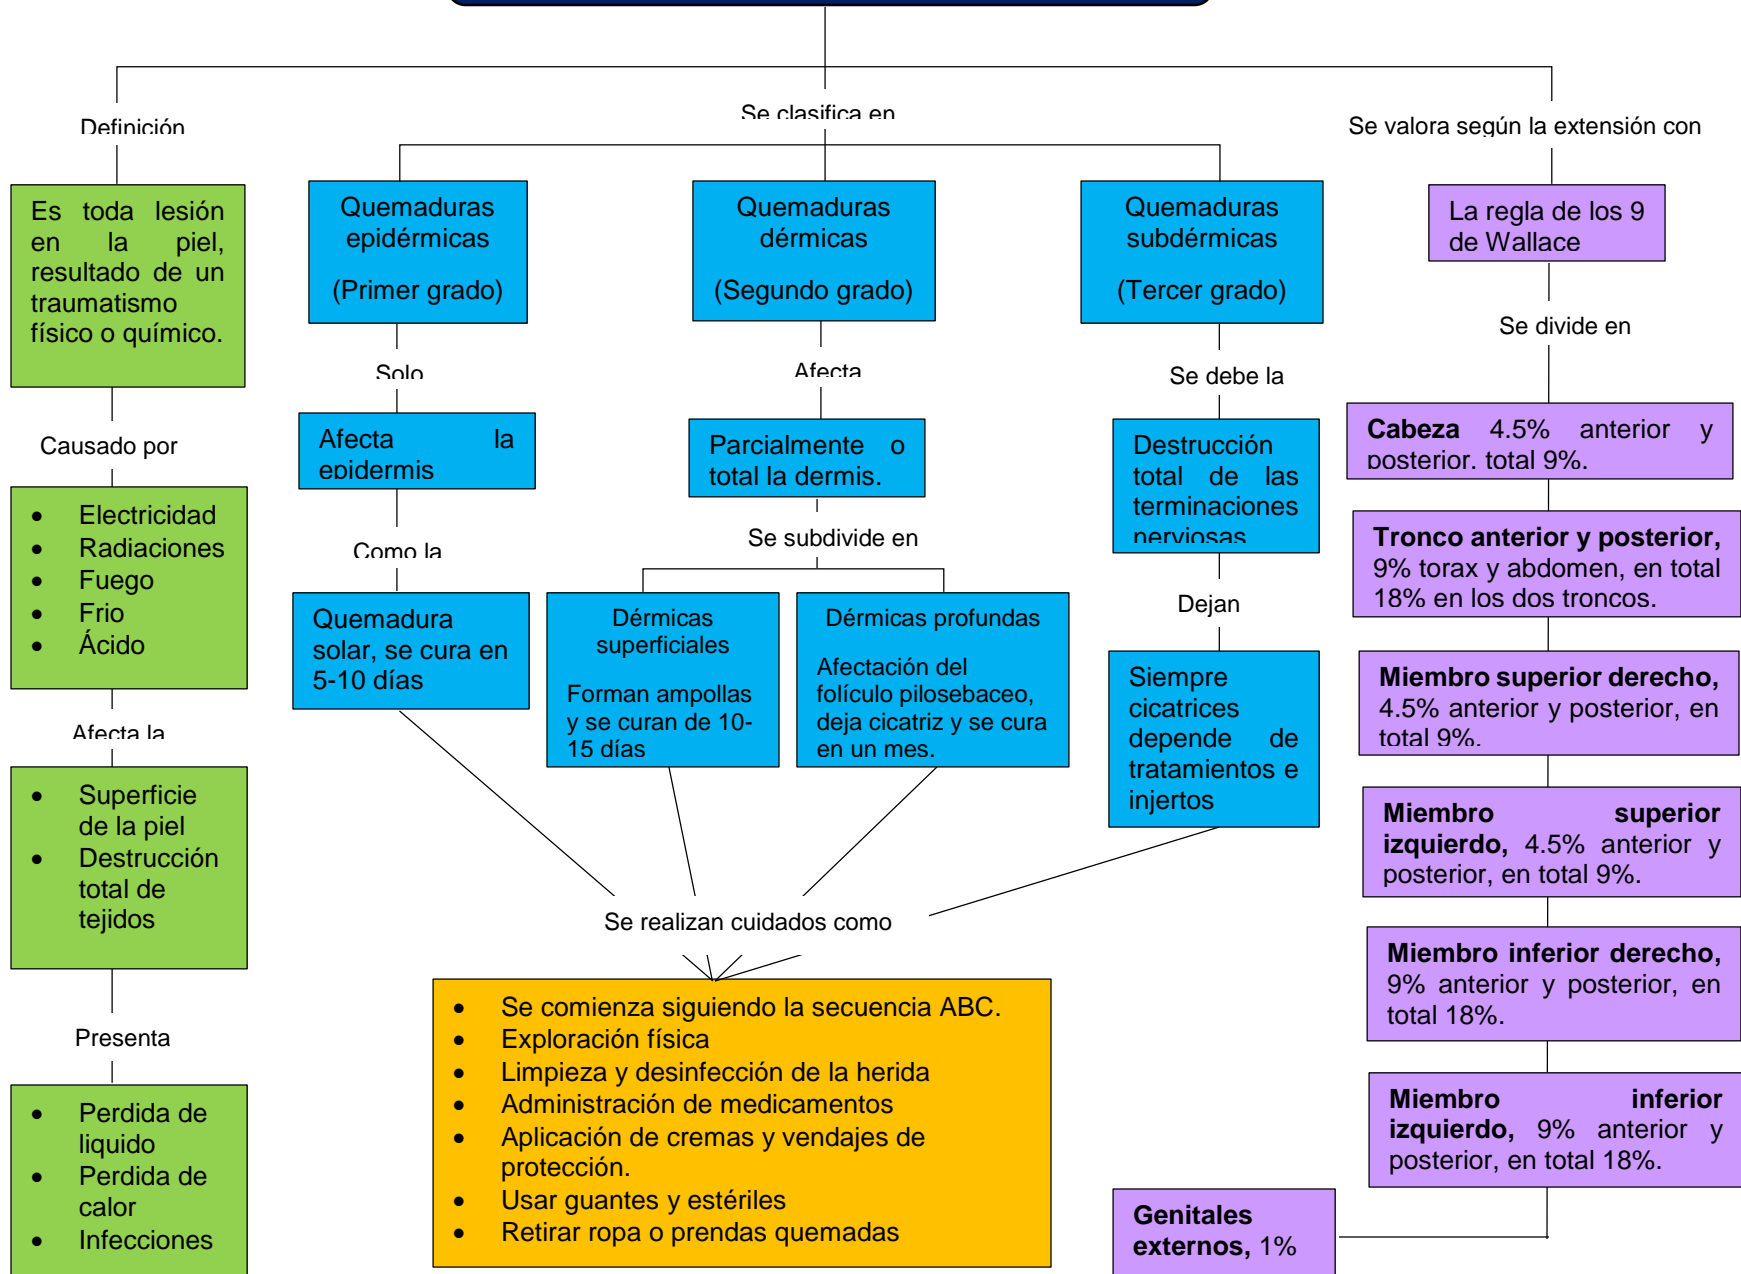 Definición
Es toda lesión
en la piel,
resultado de un
traumatismo
físico o químico.
Causado por
• Electricidad
• Radiaciones
• Fuego
• Frio
• Ácido
Afecta la
• Superficie
de la piel
• Destrucción
total de
tejidos
Presenta
• Perdida de
liquido
• Perdida de
calor
• Infecciones
Se clasifica en
Quemaduras
epidérmicas
(Primer grado)
Solo
Afecta la
epidermis
Como la
Quemadura
solar, se cura en
5-10 días
Quemaduras
dérmicas
(Segundo grado)
Afecta
Parcialmente o
total la dermis.
Se subdivide en
Dérmicas
superficiales
Forman ampollas
y se curan de 10-
15 días
Dérmicas profundas
Afectación del
folículo pilosebaceo,
deja cicatriz y se cura
en un mes.
Quemaduras
subdérmicas
(Tercer grado)
Se debe la
Destrucción
total de las
terminaciones
nerviosas
Dejan
Siempre
cicatrices
depende de
tratamientos e
injertos
Se realizan cuidados como
• Se comienza siguiendo la secuencia ABC.
• Exploración física
• Limpieza y desinfección de la herida
• Administración de medicamentos
• Aplicación de cremas y vendajes de
protección.
• Usar guantes y estériles
• Retirar ropa o prendas quemadas
Se valora según la extensión con
La regla de los 9
de Wallace
Se divide en
Cabeza 4.5% anterior y
posterior, total 9%.
Tronco anterior y posterior,
9% torax y abdomen, en total
18% en los dos troncos.
Miembro superior derecho,
4.5% anterior y posterior, en
total 9%.
Miembro superior
izquierdo, 4.5% anterior y
posterior, en total 9%.
Miembro inferior derecho,
9% anterior y posterior, en
total 18%.
Miembro inferior
izquierdo, 9% anterior y
posterior, en total 18%.
Genitales
externos, 1%